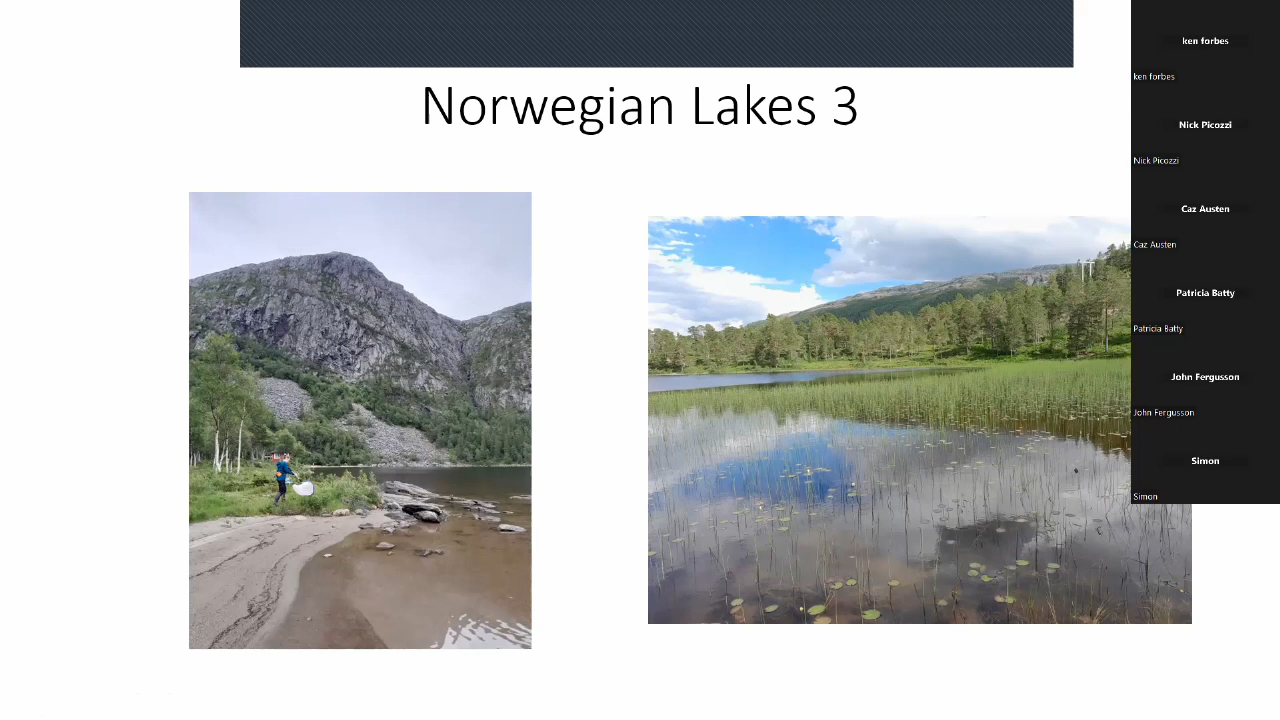 Norwegian Lakes 3
ken forbes
ken forbes
Nick Picozzi
Nick Picozzi
Caz Austen
Caz Austen
Patricia Batty
Patricia Batty
John Fergusson
John Fergusson
Simon
Simon